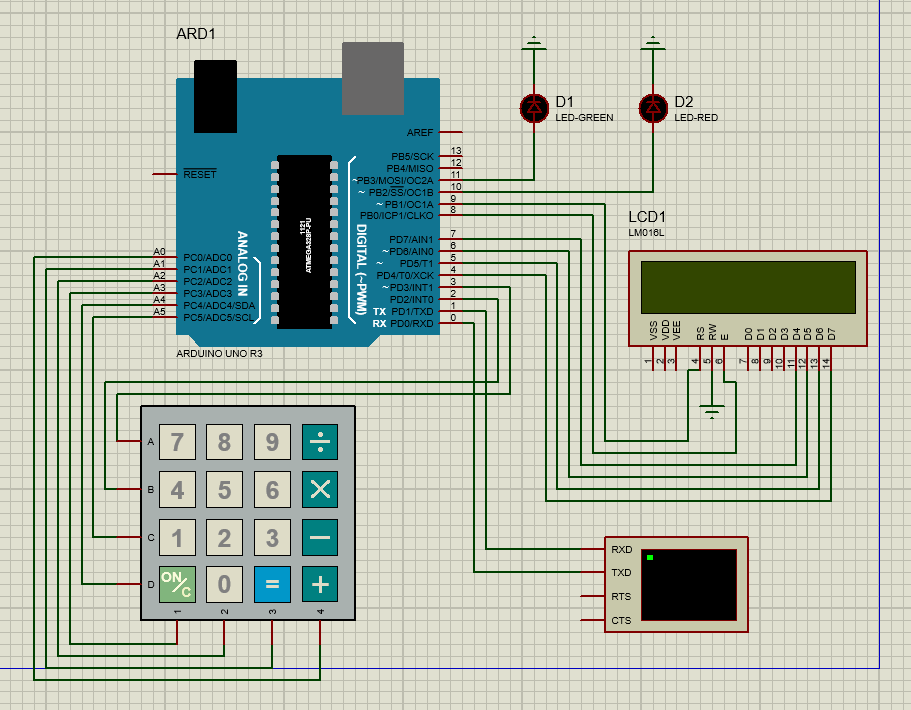 ARD1
D1
LED-GREEN
D2
LED-RED
AREF
RESET
PB5/SCK 13
PB4/MISO 12
~PB3/MOSI/OC2A 11
~ PB2/SS/OC1B 10
~ PB1/OC1A 9
PB0/ICP1/CLKO 8
PD7/AIN1 7
~ PD6/AIN0 6
~ PD5/T1 5
PD4/T0/XCK 4
~ PD3/INT1 3
PD2/INT0 2
TX PD1/TXD 1
RX PD0/RXD 0
A0 PC0/ADC0
A1 PC1/ADC1
A2 PC2/ADC2
A3 PC3/ADC3
A4 PC4/ADC4/SDA
A5 PC5/ADC5/SCL
ANALOG IN
1121
ATMEGA328P-PU
DIGITAL (~PWM)
ARDUINO UNO R3
LCD1
LM016L
VSS VDD VEE RS RW E D0 D1 D2 D3 D4 D5 D6 D7
1 2 3 4 5 6 7 8 9 10 11 12 13 14
A 7 8 9 ÷
B 4 5 6 ×
C 1 2 3 −
D ON/C 0 = +
1 2 3 4
RXD
TXD
RTS
CTS